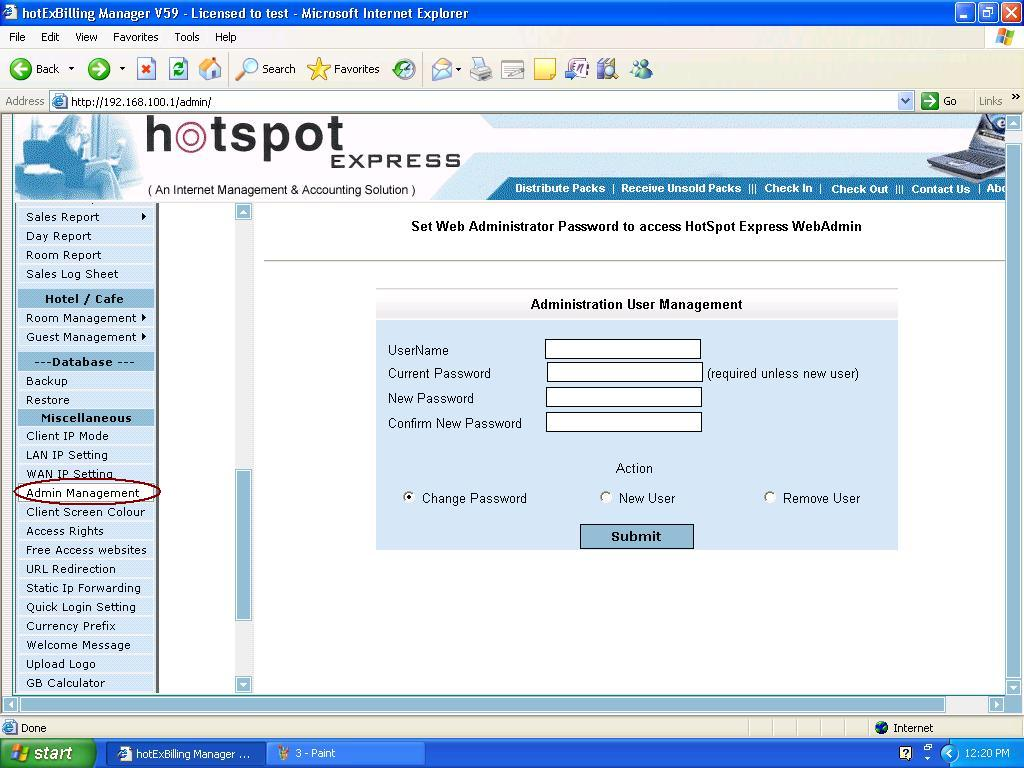 hotExBilling Manager V59 - Licensed to test - Microsoft Internet Explorer
File Edit View Favorites Tools Help
Back Search Favorites
Address http://192.168.100.1/admin/ Go Links »
hotspot
EXPRESS
( An Internet Management & Accounting Solution )
Distribute Packs | Receive Unsold Packs ||| Check In | Check Out ||| Contact Us | Abo
Sales Report
Day Report
Room Report
Sales Log Sheet
Hotel / Cafe
Room Management
Guest Management
---Database ---
Backup
Restore
Miscellaneous
Client IP Mode
LAN IP Setting
WAN IP Setting
Admin Management
Client Screen Colour
Access Rights
Free Access websites
URL Redirection
Static Ip Forwarding
Quick Login Setting
Currency Prefix
Welcome Message
Upload Logo
GB Calculator
Set Web Administrator Password to access HotSpot Express WebAdmin
Administration User Management
UserName
Current Password (required unless new user)
New Password
Confirm New Password
Action
Change Password New User Remove User
Submit
Done Internet
start hotExBilling Manager ... 3 - Paint 12:20 PM